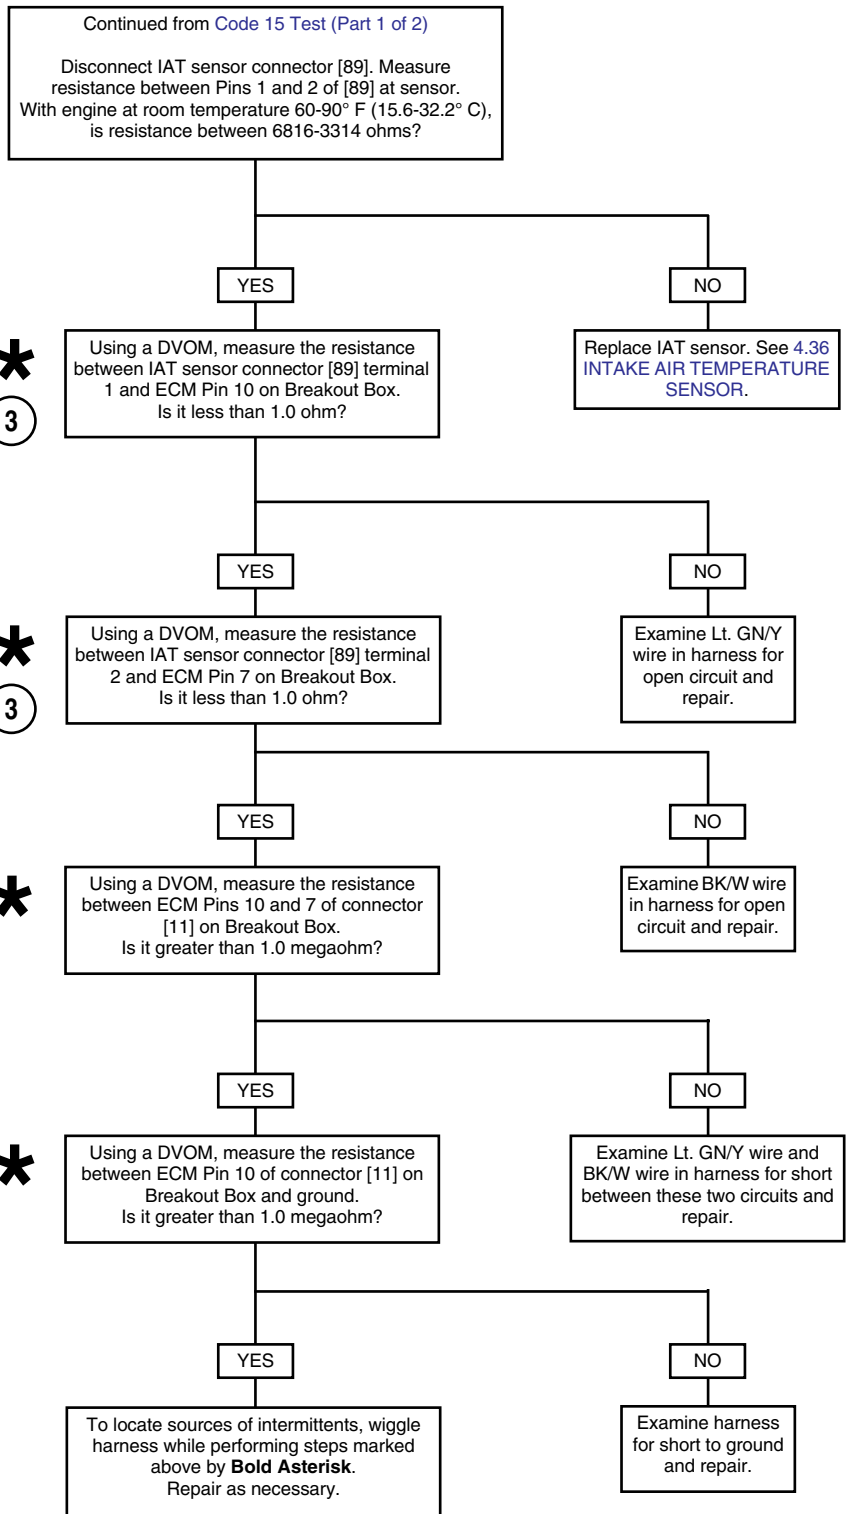 Continued from Code 15 Test (Part 1 of 2)
Disconnect IAT sensor connector [89]. Measure
resistance between Pins 1 and 2 of [89] at sensor.
With engine at room temperature 60-90° F (15.6-32.2° C),
is resistance between 6816-3314 ohms?
YES
NO
*
3
Using a DVOM, measure the resistance
between IAT sensor connector [89] terminal
1 and ECM Pin 10 on Breakout Box.
Is it less than 1.0 ohm?
Replace IAT sensor. See 4.36
INTAKE AIR TEMPERATURE
SENSOR.
YES
NO
*
3
Using a DVOM, measure the resistance
between IAT sensor connector [89] terminal
2 and ECM Pin 7 on Breakout Box.
Is it less than 1.0 ohm?
Examine Lt. GN/Y
wire in harness for
open circuit and
repair.
YES
NO
*
Using a DVOM, measure the resistance
between ECM Pins 10 and 7 of connector
[11] on Breakout Box.
Is it greater than 1.0 megaohm?
Examine BK/W wire
in harness for open
circuit and repair.
YES
NO
*
Using a DVOM, measure the resistance
between ECM Pin 10 of connector [11] on
Breakout Box and ground.
Is it greater than 1.0 megaohm?
Examine Lt. GN/Y wire and
BK/W wire in harness for short
between these two circuits and
repair.
YES
NO
To locate sources of intermittents, wiggle
harness while performing steps marked
above by Bold Asterisk.
Repair as necessary.
Examine harness
for short to ground
and repair.